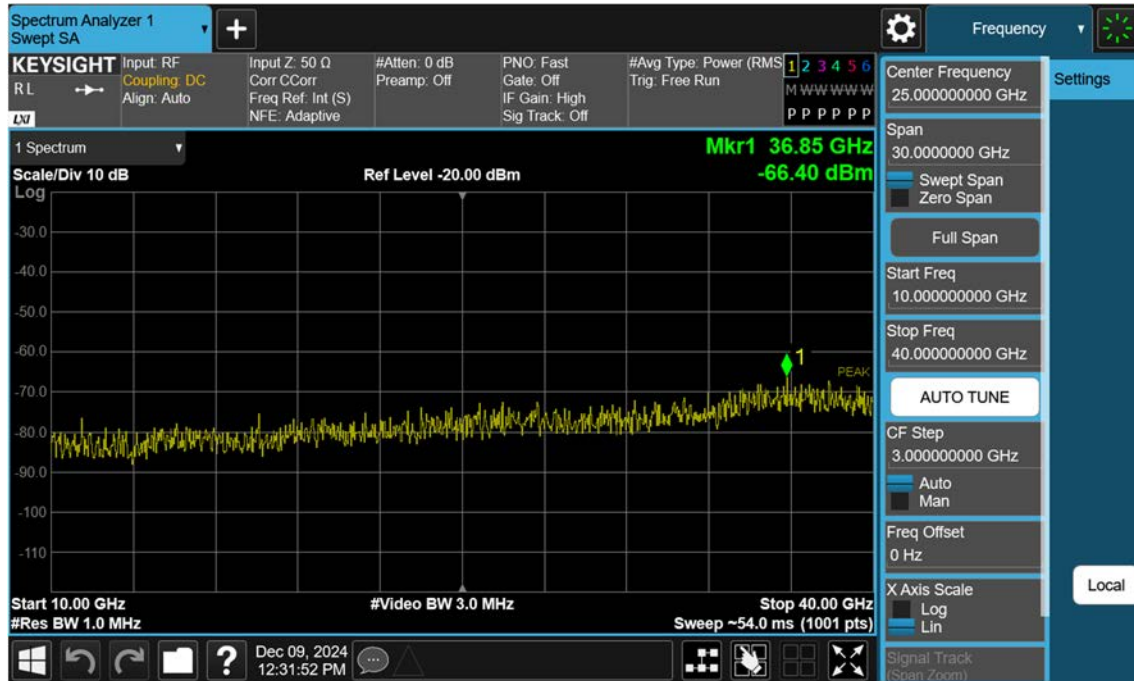 Spectrum Analyzer 1
Swept SA
Frequency
KEYSIGHT
RL
LXI
Input: RF
Coupling: DC
Align: Auto
Input Z: 50 Ω
Corr CCorr
Freq Ref: Int (S)
NFE: Adaptive
#Atten: 0 dB
Preamp: Off
PNO: Fast
Gate: Off
IF Gain: High
Sig Track: Off
#Avg Type: Power (RMS
Trig: Free Run
1 2 3 4 5 6
M W W W W W
P P P P P P
1 Spectrum
Mkr1 36.85 GHz
-66.40 dBm
Scale/Div 10 dB
Ref Level -20.00 dBm
Log
-30.0
-40.0
-50.0
-60.0
-70.0
-80.0
-90.0
-100
-110
1
PEAK
Start 10.00 GHz
#Video BW 3.0 MHz
Stop 40.00 GHz
#Res BW 1.0 MHz
Sweep ~54.0 ms (1001 pts)
Dec 09, 2024
12:31:52 PM
Center Frequency
25.000000000 GHz
Span
30.0000000 GHz
Swept Span
Zero Span
Full Span
Start Freq
10.000000000 GHz
Stop Freq
40.000000000 GHz
AUTO TUNE
CF Step
3.000000000 GHz
Auto
Man
Freq Offset
0 Hz
X Axis Scale
Log
Lin
Signal Track
(Span Zoom)
Settings
Local